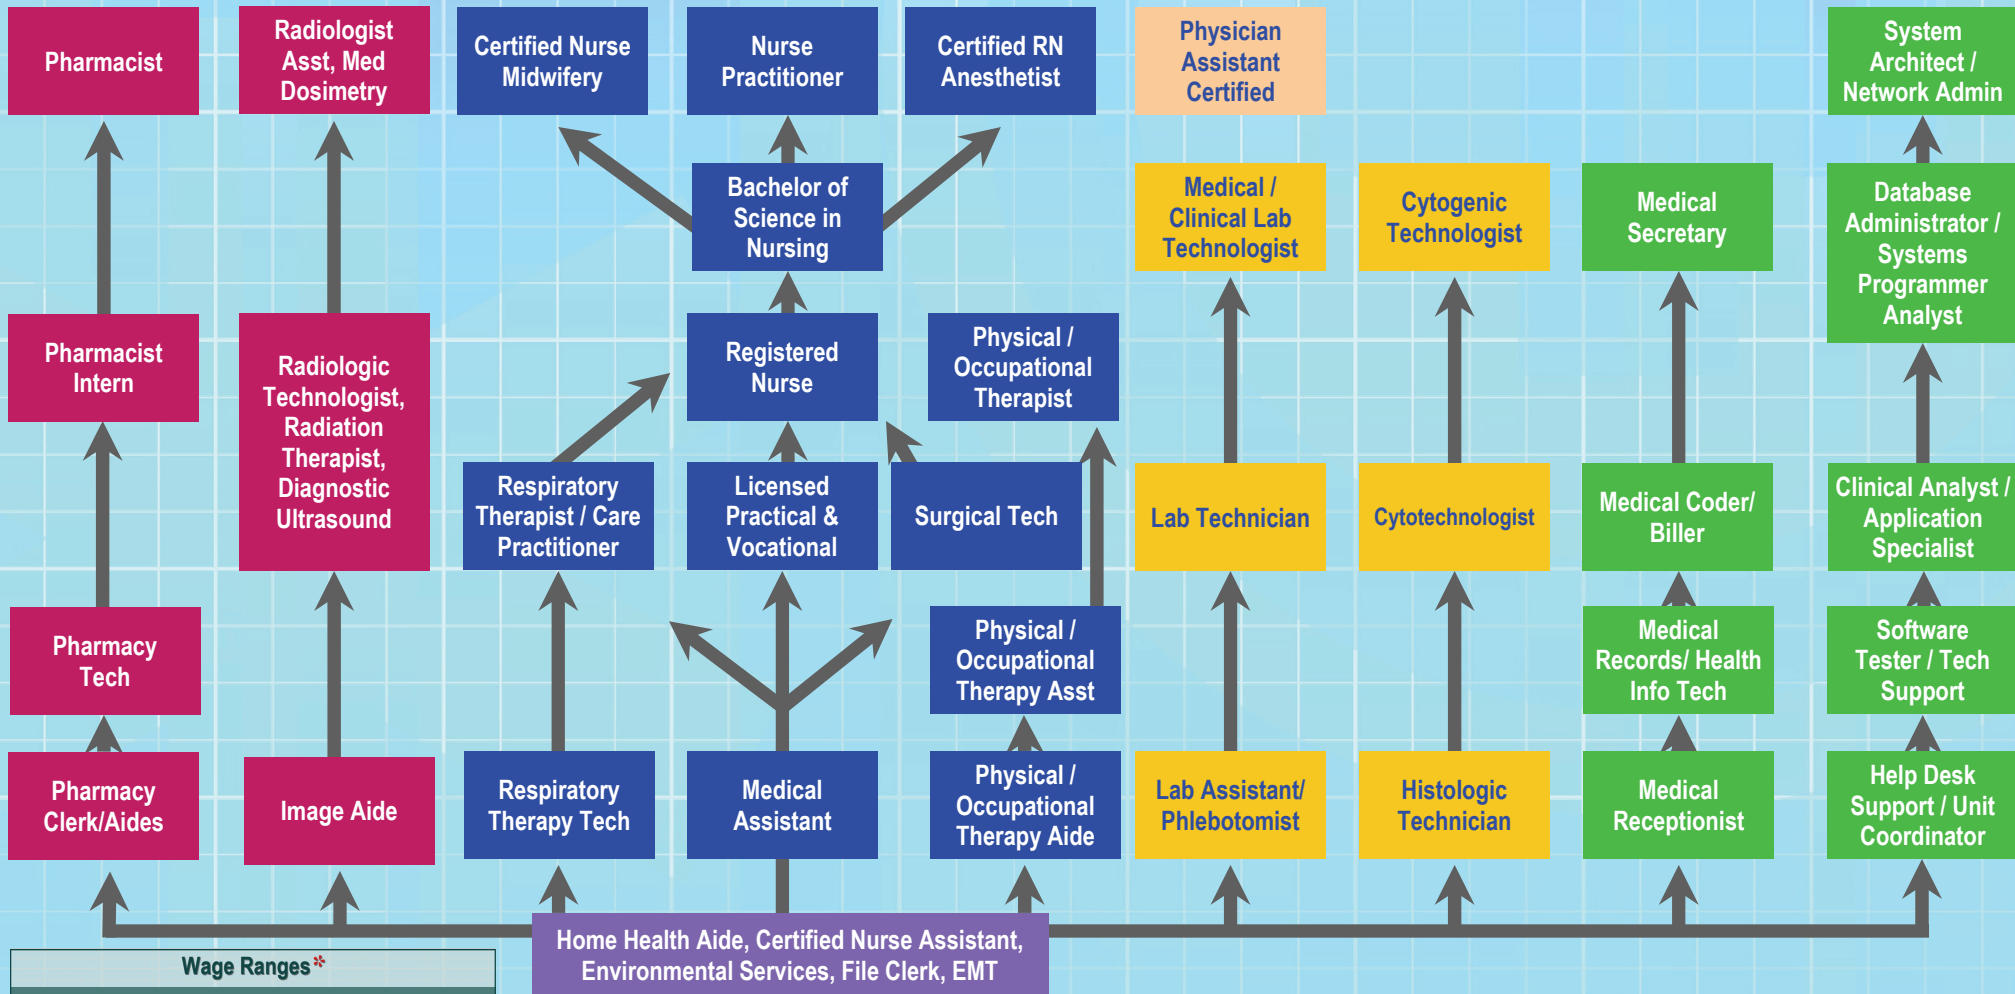 Pharmacist
Radiologist
Asst, Med
Dosimetry
Certified Nurse
Midwifery
Nurse
Practitioner
Certified RN
Anesthetist
Physician
Assistant
Certified
System
Architect /
Network Admin
Bachelor of
Science in
Nursing
Medical /
Clinical Lab
Technologist
Cytogenic
Technologist
Medical
Secretary
Database
Administrator /
Systems
Programmer
Analyst
Pharmacist
Intern
Radiologic
Technologist,
Radiation
Therapist,
Diagnostic
Ultrasound
Registered
Nurse
Physical /
Occupational
Therapist
Respiratory
Therapist / Care
Practitioner
Licensed
Practical &
Vocational
Surgical Tech
Lab Technician
Cytotechnologist
Medical Coder/
Biller
Clinical Analyst /
Application
Specialist
Pharmacy
Tech
Physical /
Occupational
Therapy Asst
Medical
Records/ Health
Info Tech
Software
Tester / Tech
Support
Pharmacy
Clerk/Aides
Image Aide
Respiratory
Therapy Tech
Medical
Assistant
Physical /
Occupational
Therapy Aide
Lab Assistant/
Phlebotomist
Histologic
Technician
Medical
Receptionist
Help Desk
Support / Unit
Coordinator
Home Health Aide, Certified Nurse Assistant,
Environmental Services, File Clerk, EMT
Wage Ranges*